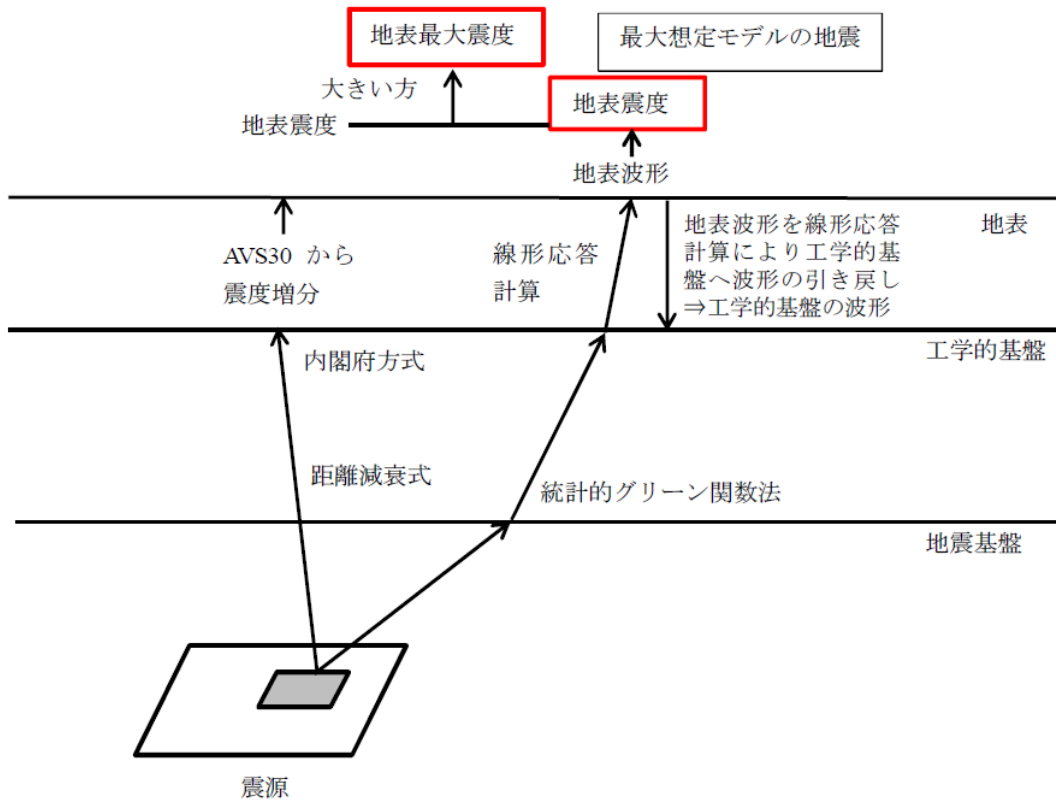 地表最大震度
最大想定モデルの地震
大きい方
地表震度
地表震度
地表波形
AVS30 から
震度増分
線形応答
計算
地表波形を線形応答
計算により工学的基
盤へ波形の引き戻し
⇒工学的基盤の波形
地表
内閣府方式
工学的基盤
距離減衰式
統計的グリーン関数法
地震基盤
震源